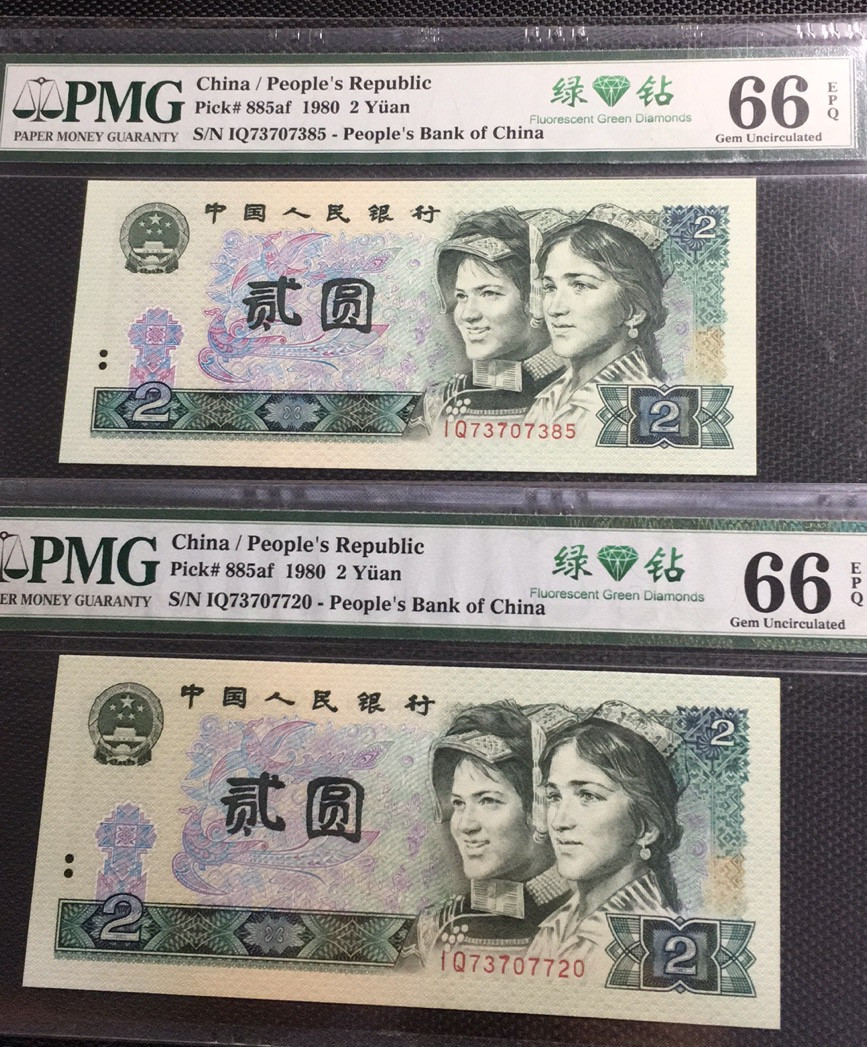 PMG
PAPER MONEY GUARANTY
China / People's Republic
Pick# 885af 1980 2 Yüan
S/N IQ73707385 - People's Bank of China
绿 钻
Fluorescent Green Diamonds
66 EPQ
Gem Uncirculated
中国人民银行
2
贰圆
2
2
IQ73707385
PMG
ER MONEY GUARANTY
China / People's Republic
Pick# 885af 1980 2 Yüan
S/N IQ73707720 - People's Bank of China
绿 钻
Fluorescent Green Diamonds
66 EPQ
Gem Uncirculated
中国人民银行
2
贰圆
2
2
IQ73707720